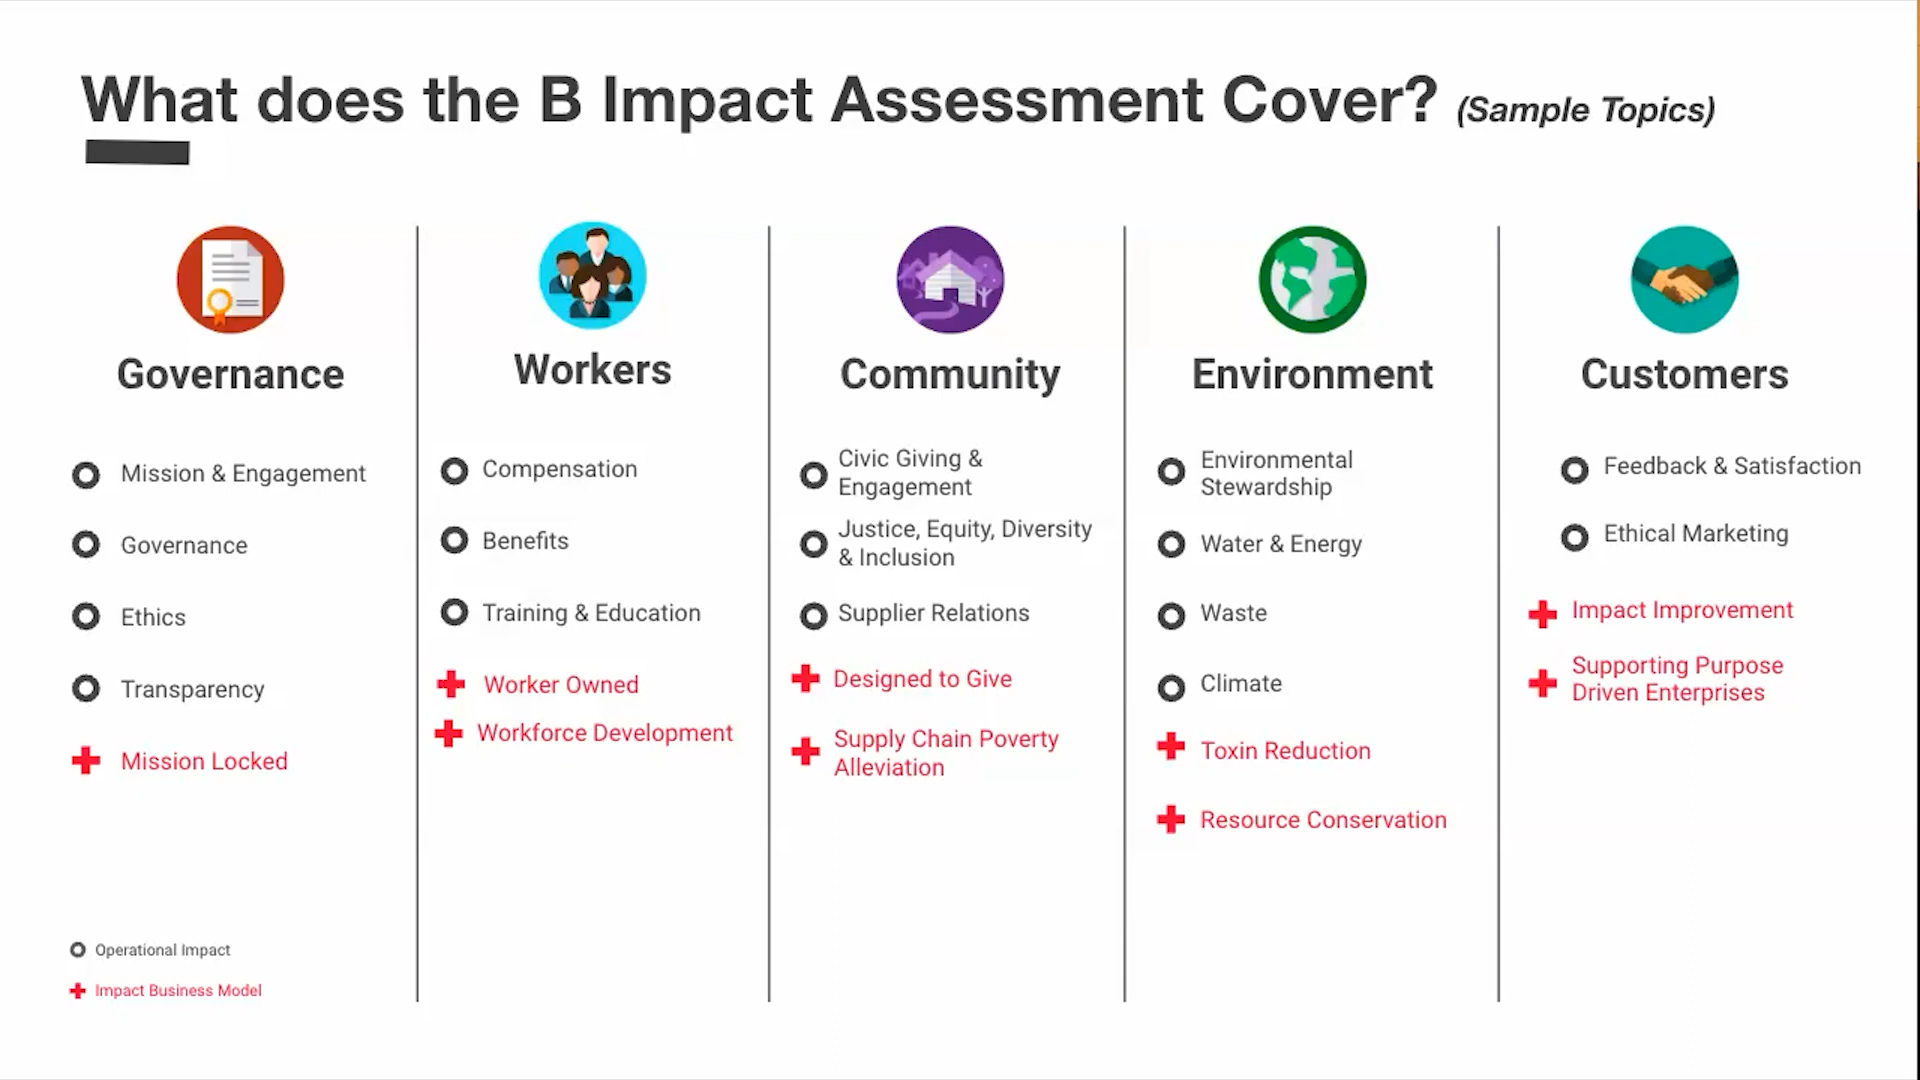 What does the B Impact Assessment Cover? (Sample Topics)
Governance
Mission & Engagement
Governance
Ethics
Transparency
Mission Locked
Workers
Compensation
Benefits
Training & Education
Worker Owned
Workforce Development
Community
Civic Giving &
Engagement
Justice, Equity, Diversity
& Inclusion
Supplier Relations
Designed to Give
Supply Chain Poverty
Alleviation
Environment
Environmental
Stewardship
Water & Energy
Waste
Climate
Toxin Reduction
Resource Conservation
Customers
Feedback & Satisfaction
Ethical Marketing
Impact Improvement
Supporting Purpose
Driven Enterprises
Operational Impact
Impact Business Model